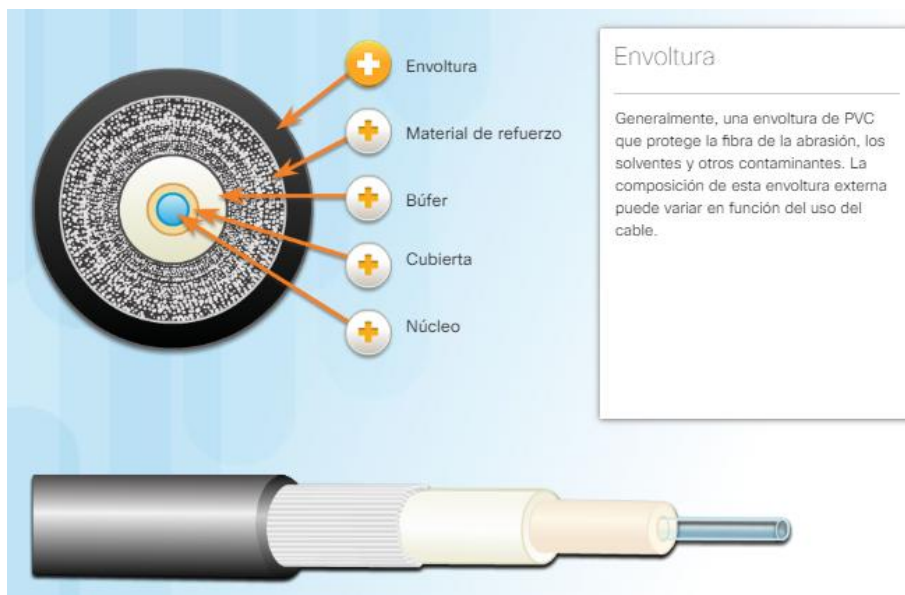 Envoltura
Material de refuerzo
Búfer
Cubierta
Núcleo
Envoltura
Generalmente, una envoltura de PVC
que protege la fibra de la abrasión, los
solventes y otros contaminantes. La
composición de esta envoltura externa
puede variar en función del uso del
cable.